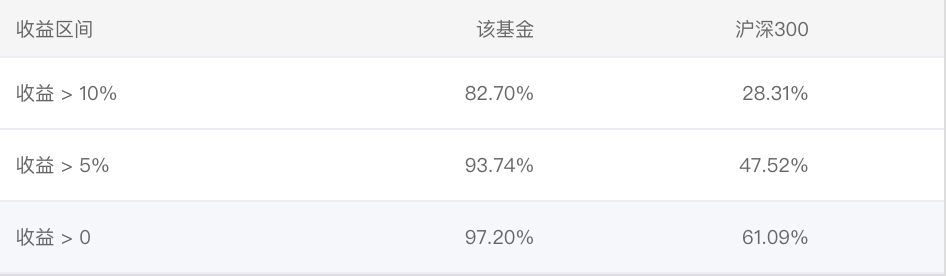 收益区间 该基金 沪深300
收益 > 10% 82.70% 28.31%
收益 > 5% 93.74% 47.52%
收益 > 0 97.20% 61.09%